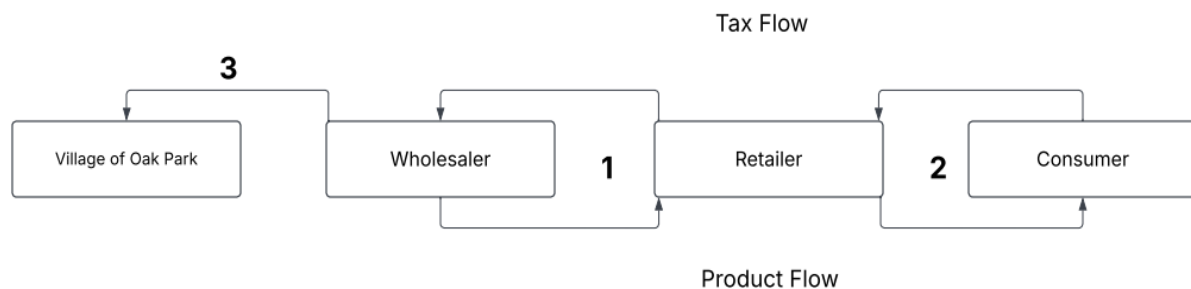 Tax Flow
3
Village of Oak Park
Wholesaler
1
Retailer
2
Consumer
Product Flow